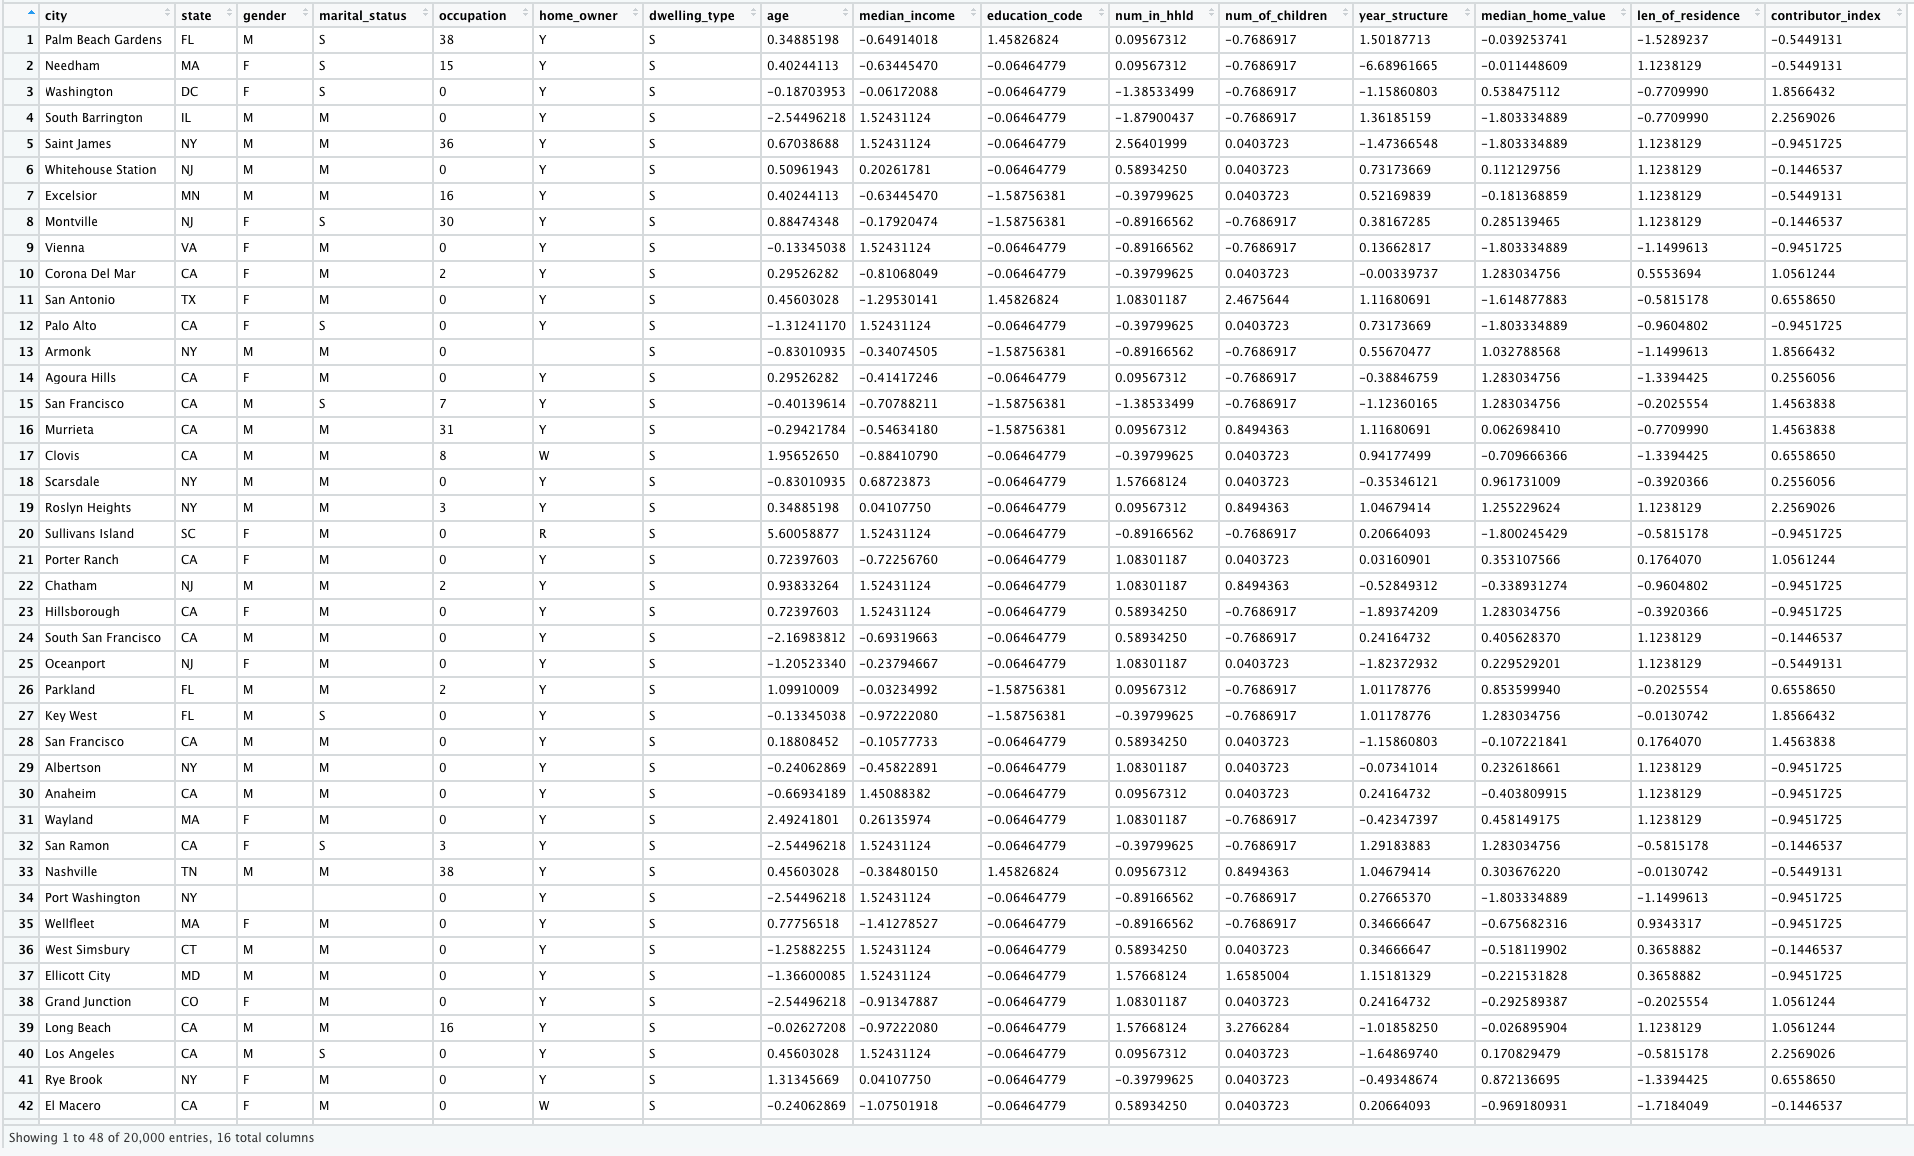 city state gender marital_status occupation home_owner dwelling_type age median_income education_code num_in_hhld num_of_children year_structure median_home_value len_of_residence contributor_index
1 Palm Beach Gardens FL M S 38 Y S 0.34885198 −0.64914018 1.45826824 0.09567312 −0.7686917 1.50187713 −0.039253741 −1.5289237 −0.5449131
2 Needham MA F S 15 Y S 0.40244113 −0.63445470 −0.06464779 0.09567312 −0.7686917 −6.68961665 −0.011448609 1.1238129 −0.5449131
3 Washington DC F S 0 Y S −0.18703953 −0.06172088 −0.06464779 −1.38533499 −0.7686917 −1.15860803 0.538475112 −0.7709990 1.8566432
4 South Barrington IL M M 0 Y S −2.54496218 1.52431124 −0.06464779 −1.87900437 −0.7686917 1.36185159 −1.803334889 −0.7709990 2.2569026
5 Saint James NY M M 36 Y S 0.67038688 1.52431124 −0.06464779 2.56401999 0.0403723 −1.47366548 −1.803334889 1.1238129 −0.9451725
6 Whitehouse Station NJ M M 0 Y S 0.50961943 0.20261781 −0.06464779 0.58934250 0.0403723 0.73173669 0.112129756 1.1238129 −0.1446537
7 Excelsior MN M M 16 Y S 0.40244113 −0.63445470 −1.58756381 −0.39799625 0.0403723 0.52169839 −0.181368859 1.1238129 −0.5449131
8 Montville NJ F S 30 Y S 0.88474348 −0.17920474 −1.58756381 −0.89166562 −0.7686917 0.38167285 0.285139465 1.1238129 −0.1446537
9 Vienna VA F M 0 Y S −0.13345038 1.52431124 −0.06464779 −0.89166562 −0.7686917 0.13662817 −1.803334889 −1.1499613 −0.9451725
10 Corona Del Mar CA F M 2 Y S 0.29526282 −0.81068049 −0.06464779 −0.39799625 0.0403723 −0.00339737 1.283034756 0.5553694 1.0561244
11 San Antonio TX F M 0 Y S 0.45603028 −1.29530141 1.45826824 1.08301187 2.4675644 1.11680691 −1.614877883 −0.5815178 0.6558650
12 Palo Alto CA F S 0 Y S −1.31241170 1.52431124 −0.06464779 −0.39799625 0.0403723 0.73173669 −1.803334889 −0.9604802 −0.9451725
13 Armonk NY M M 0 S −0.83010935 −0.34074505 −1.58756381 −0.89166562 −0.7686917 0.55670477 1.032788568 −1.1499613 1.8566432
14 Agoura Hills CA F M 0 Y S 0.29526282 −0.41417246 −0.06464779 0.09567312 −0.7686917 −0.38846759 1.283034756 −1.3394425 0.2556056
15 San Francisco CA M S 7 Y S −0.40139614 −0.70788211 −1.58756381 −1.38533499 −0.7686917 −1.12360165 1.283034756 −0.2025554 1.4563838
16 Murrieta CA M M 31 Y S −0.29421784 −0.54634180 −1.58756381 0.09567312 0.8494363 1.11680691 0.062698410 −0.7709990 1.4563838
17 Clovis CA M M 8 W S 1.95652650 −0.88410790 −0.06464779 −0.39799625 0.0403723 0.94177499 −0.709666366 −1.3394425 0.6558650
18 Scarsdale NY M M 0 Y S −0.83010935 0.68723873 −0.06464779 1.57668124 0.0403723 −0.35346121 0.961731009 −0.3920366 0.2556056
19 Roslyn Heights NY M M 3 Y S 0.34885198 0.04107750 −0.06464779 0.09567312 0.8494363 1.04679414 1.255229624 1.1238129 2.2569026
20 Sullivans Island SC F M 0 R S 5.60058877 1.52431124 −0.06464779 −0.89166562 −0.7686917 0.20664093 −1.800245429 −0.5815178 −0.9451725
21 Porter Ranch CA F M 0 Y S 0.72397603 −0.72256760 −0.06464779 1.08301187 0.0403723 0.03160901 0.353107566 0.1764070 1.0561244
22 Chatham NJ M M 2 Y S 0.93833264 1.52431124 −0.06464779 1.08301187 0.8494363 −0.52849312 −0.338931274 −0.9604802 −0.9451725
23 Hillsborough CA F M 0 Y S 0.72397603 1.52431124 −0.06464779 0.58934250 −0.7686917 −1.89374209 1.283034756 −0.3920366 −0.9451725
24 South San Francisco CA M M 0 Y S −2.16983812 −0.69319663 −0.06464779 0.58934250 −0.7686917 0.24164732 0.405628370 1.1238129 −0.1446537
25 Oceanport NJ F M 0 Y S −1.20523340 −0.23794667 −0.06464779 1.08301187 0.0403723 −1.82372932 0.229529201 1.1238129 −0.5449131
26 Parkland FL M M 2 Y S 1.09910009 −0.03234992 −1.58756381 0.09567312 −0.7686917 1.01178776 0.853599940 −0.2025554 0.6558650
27 Key West FL M S 0 Y S −0.13345038 −0.97222080 −1.58756381 −0.39799625 −0.7686917 1.01178776 1.283034756 −0.0130742 1.8566432
28 San Francisco CA M M 0 Y S 0.18808452 −0.10577733 −0.06464779 0.58934250 0.0403723 −1.15860803 −0.107221841 0.1764070 1.4563838
29 Albertson NY M M 0 Y S −0.24062869 −0.45822891 −0.06464779 1.08301187 0.0403723 −0.07341014 0.232618661 1.1238129 −0.9451725
30 Anaheim CA M M 0 Y S −0.66934189 1.45088382 −0.06464779 0.09567312 0.0403723 0.24164732 −0.403809915 1.1238129 −0.9451725
31 Wayland MA F M 0 Y S 2.49241801 0.26135974 −0.06464779 1.08301187 −0.7686917 −0.42347397 0.458149175 1.1238129 −0.9451725
32 San Ramon CA F S 3 Y S −2.54496218 1.52431124 −0.06464779 −0.39799625 −0.7686917 1.29183883 1.283034756 −0.5815178 −0.1446537
33 Nashville TN M M 38 Y S 0.45603028 −0.38480150 1.45826824 0.09567312 0.8494363 1.04679414 0.303676220 −0.0130742 −0.5449131
34 Port Washington NY 0 Y S −2.54496218 1.52431124 −0.06464779 −0.89166562 −0.7686917 0.27665370 −1.803334889 −1.1499613 −0.9451725
35 Wellfleet MA F M 0 Y S 0.77756518 −1.41278527 −0.06464779 −0.89166562 −0.7686917 0.34666647 −0.675682316 0.9343317 −0.9451725
36 West Simsbury CT M M 0 Y S −1.25882255 1.52431124 −0.06464779 0.58934250 0.0403723 0.34666647 −0.518119902 0.3658882 −0.1446537
37 Ellicott City MD M M 0 Y S −1.36600085 1.52431124 −0.06464779 1.57668124 1.6585004 1.15181329 −0.221531828 0.3658882 −0.9451725
38 Grand Junction CO F M 0 Y S −2.54496218 −0.91347887 −0.06464779 1.08301187 0.0403723 0.24164732 −0.292589387 −0.2025554 1.0561244
39 Long Beach CA M M 16 Y S −0.02627208 −0.97222080 −0.06464779 1.57668124 3.2766284 −1.01858250 −0.026895904 1.1238129 1.0561244
40 Los Angeles CA M S 0 Y S 0.45603028 1.52431124 −0.06464779 0.09567312 0.0403723 −1.64869740 0.170829479 −0.5815178 2.2569026
41 Rye Brook NY F M 0 Y S 1.31345669 0.04107750 −0.06464779 −0.39799625 0.0403723 −0.49348674 0.872136695 −1.3394425 0.6558650
42 El Macero CA F M 0 W S −0.24062869 −1.07501918 −0.06464779 0.58934250 0.0403723 0.20664093 −0.969180931 −1.7184049 −0.1446537
Showing 1 to 48 of 20,000 entries, 16 total columns